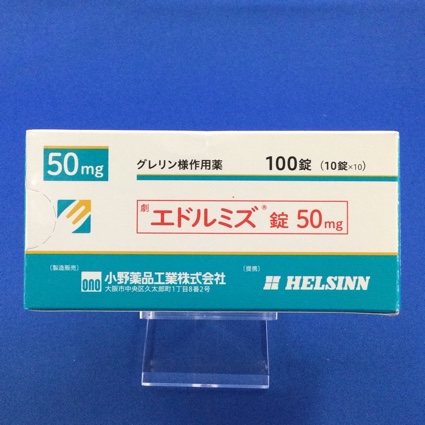 50mg
グレリン様作用薬 100錠 (10錠×10)
劇 エドルミズ® 錠 50mg
(製造販売) ono 小野薬品工業株式会社
大阪市中央区久太郎町1丁目8番2号
(提携) HELSINN